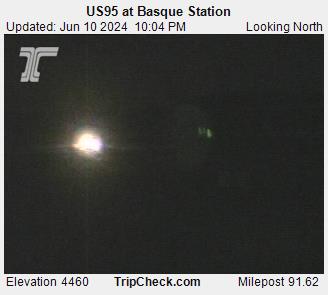 US95 at Basque Station
Updated: Jun 10 2024 10:04 PM Looking North
Elevation 4460 TripCheck.com Milepost 91.62